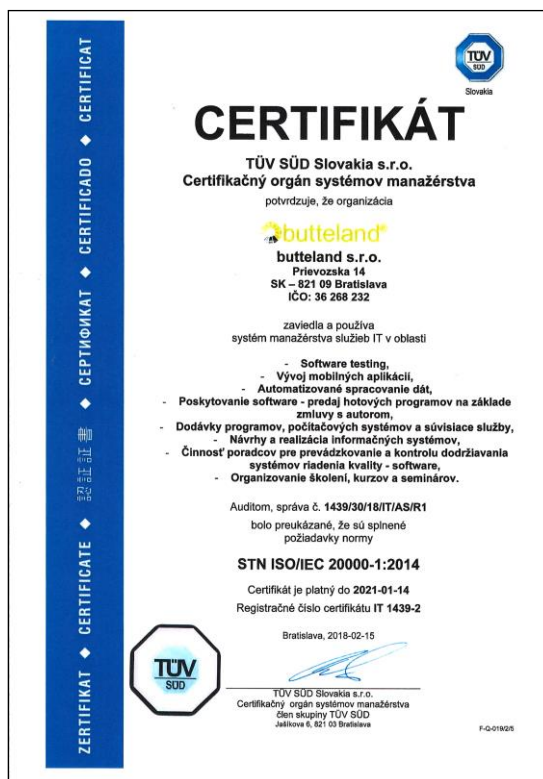 TÜV
SÜD
Slovakia
CERTIFIKÁT
TÜV SÜD Slovakia s.r.o.
Certifikačný orgán systémov manažérstva
potvrdzuje, že organizácia
butteland®
butteland s.r.o.
Prievozska 14
SK – 821 09 Bratislava
IČO: 36 268 232
zaviedla a používa
systém manažérstva služieb IT v oblasti
- Software testing,
- Vývoj mobilných aplikácií,
- Automatizované spracovanie dát,
- Poskytovanie software - predaj hotových programov na základe
zmluvy s autorom,
- Dodávky programov, počítačových systémov a súvisiace služby,
- Návrhy a realizácia informačných systémov,
- Činnosť poradcov pre prevádzkovanie a kontrolu dodržiavania
systémov riadenia kvality - software,
- Organizovanie školení, kurzov a seminárov.
Auditom, správa č. 1439/30/18/IT/AS/R1
bolo preukázané, že sú splnené
požiadavky normy
STN ISO/IEC 20000-1:2014
Certifikát je platný do 2021-01-14
Registračné číslo certifikátu IT 1439-2
Bratislava, 2018-02-15
TÜV
SÜD
TÜV SÜD Slovakia s.r.o.
Certifikačný orgán systémov manažérstva
člen skupiny TÜV SÜD
Jašíkova 6, 821 03 Bratislava
F-Q-019/2/5
ZERTIFIKAT ◆ CERTIFICATE ◆ 認証証書 ◆ СЕРТИФИКАТ ◆ CERTIFICADO ◆ CERTIFICAT